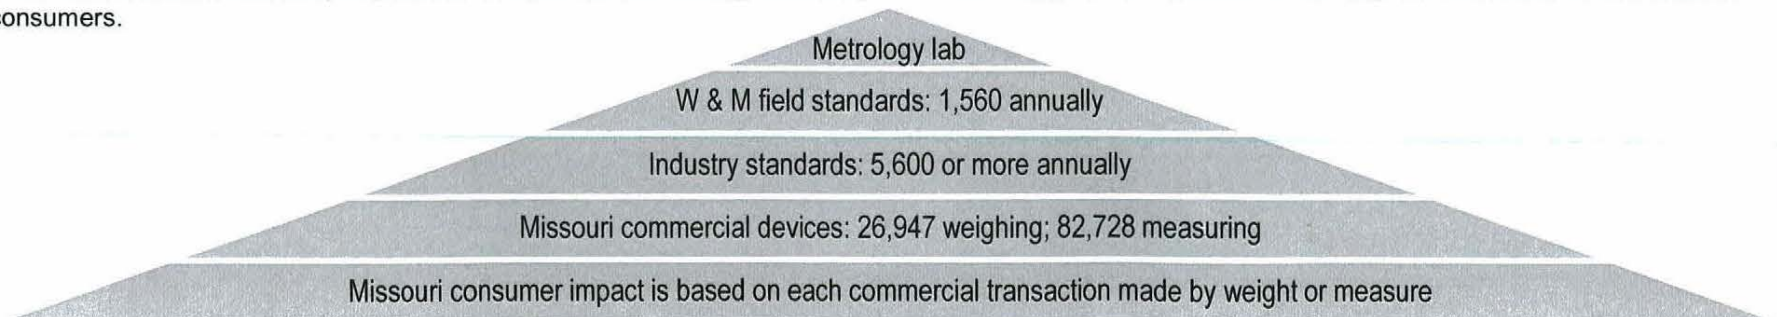 consumers.
Metrology lab
W & M field standards: 1,560 annually
Industry standards: 5,600 or more annually
Missouri commercial devices: 26,947 weighing; 82,728 measuring
Missouri consumer impact is based on each commercial transaction made by weight or measure